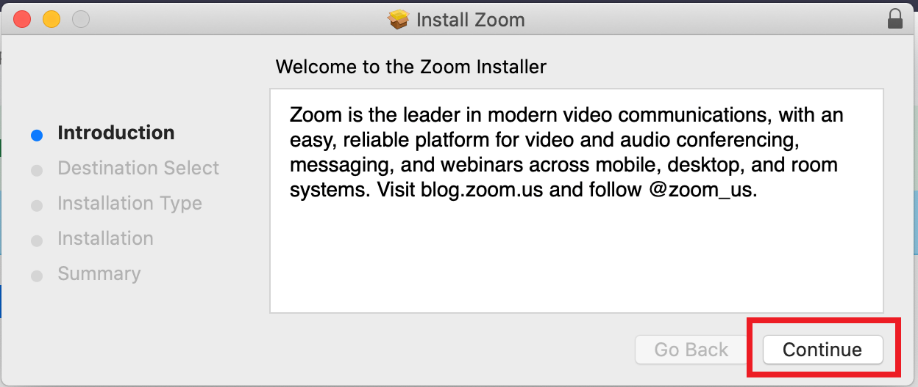 Install Zoom
Welcome to the Zoom Installer
Introduction
Destination Select
Installation Type
Installation
Summary
Zoom is the leader in modern video communications, with an
easy, reliable platform for video and audio conferencing,
messaging, and webinars across mobile, desktop, and room
systems. Visit blog.zoom.us and follow @zoom_us.
Go Back
Continue